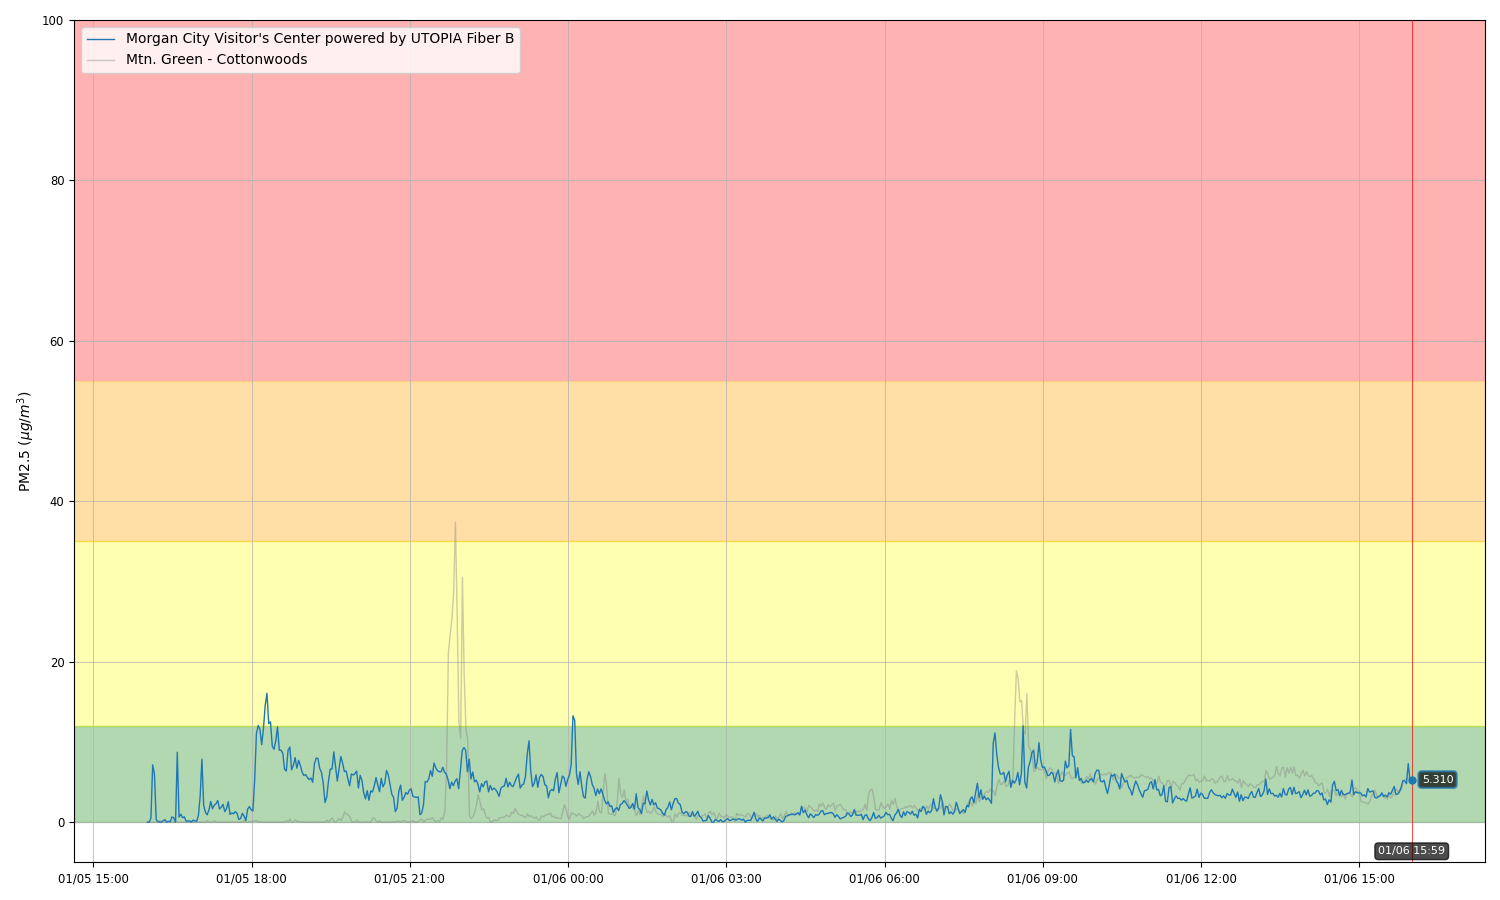 100
Morgan City Visitor's Center powered by UTOPIA Fiber B
Mtn. Green - Cottonwoods
80
60
PM2.5 (μg/m³)
40
20
5.310
0
01/06 15:59
01/05 15:00 01/05 18:00 01/05 21:00 01/06 00:00 01/06 03:00 01/06 06:00 01/06 09:00 01/06 12:00 01/06 15:00